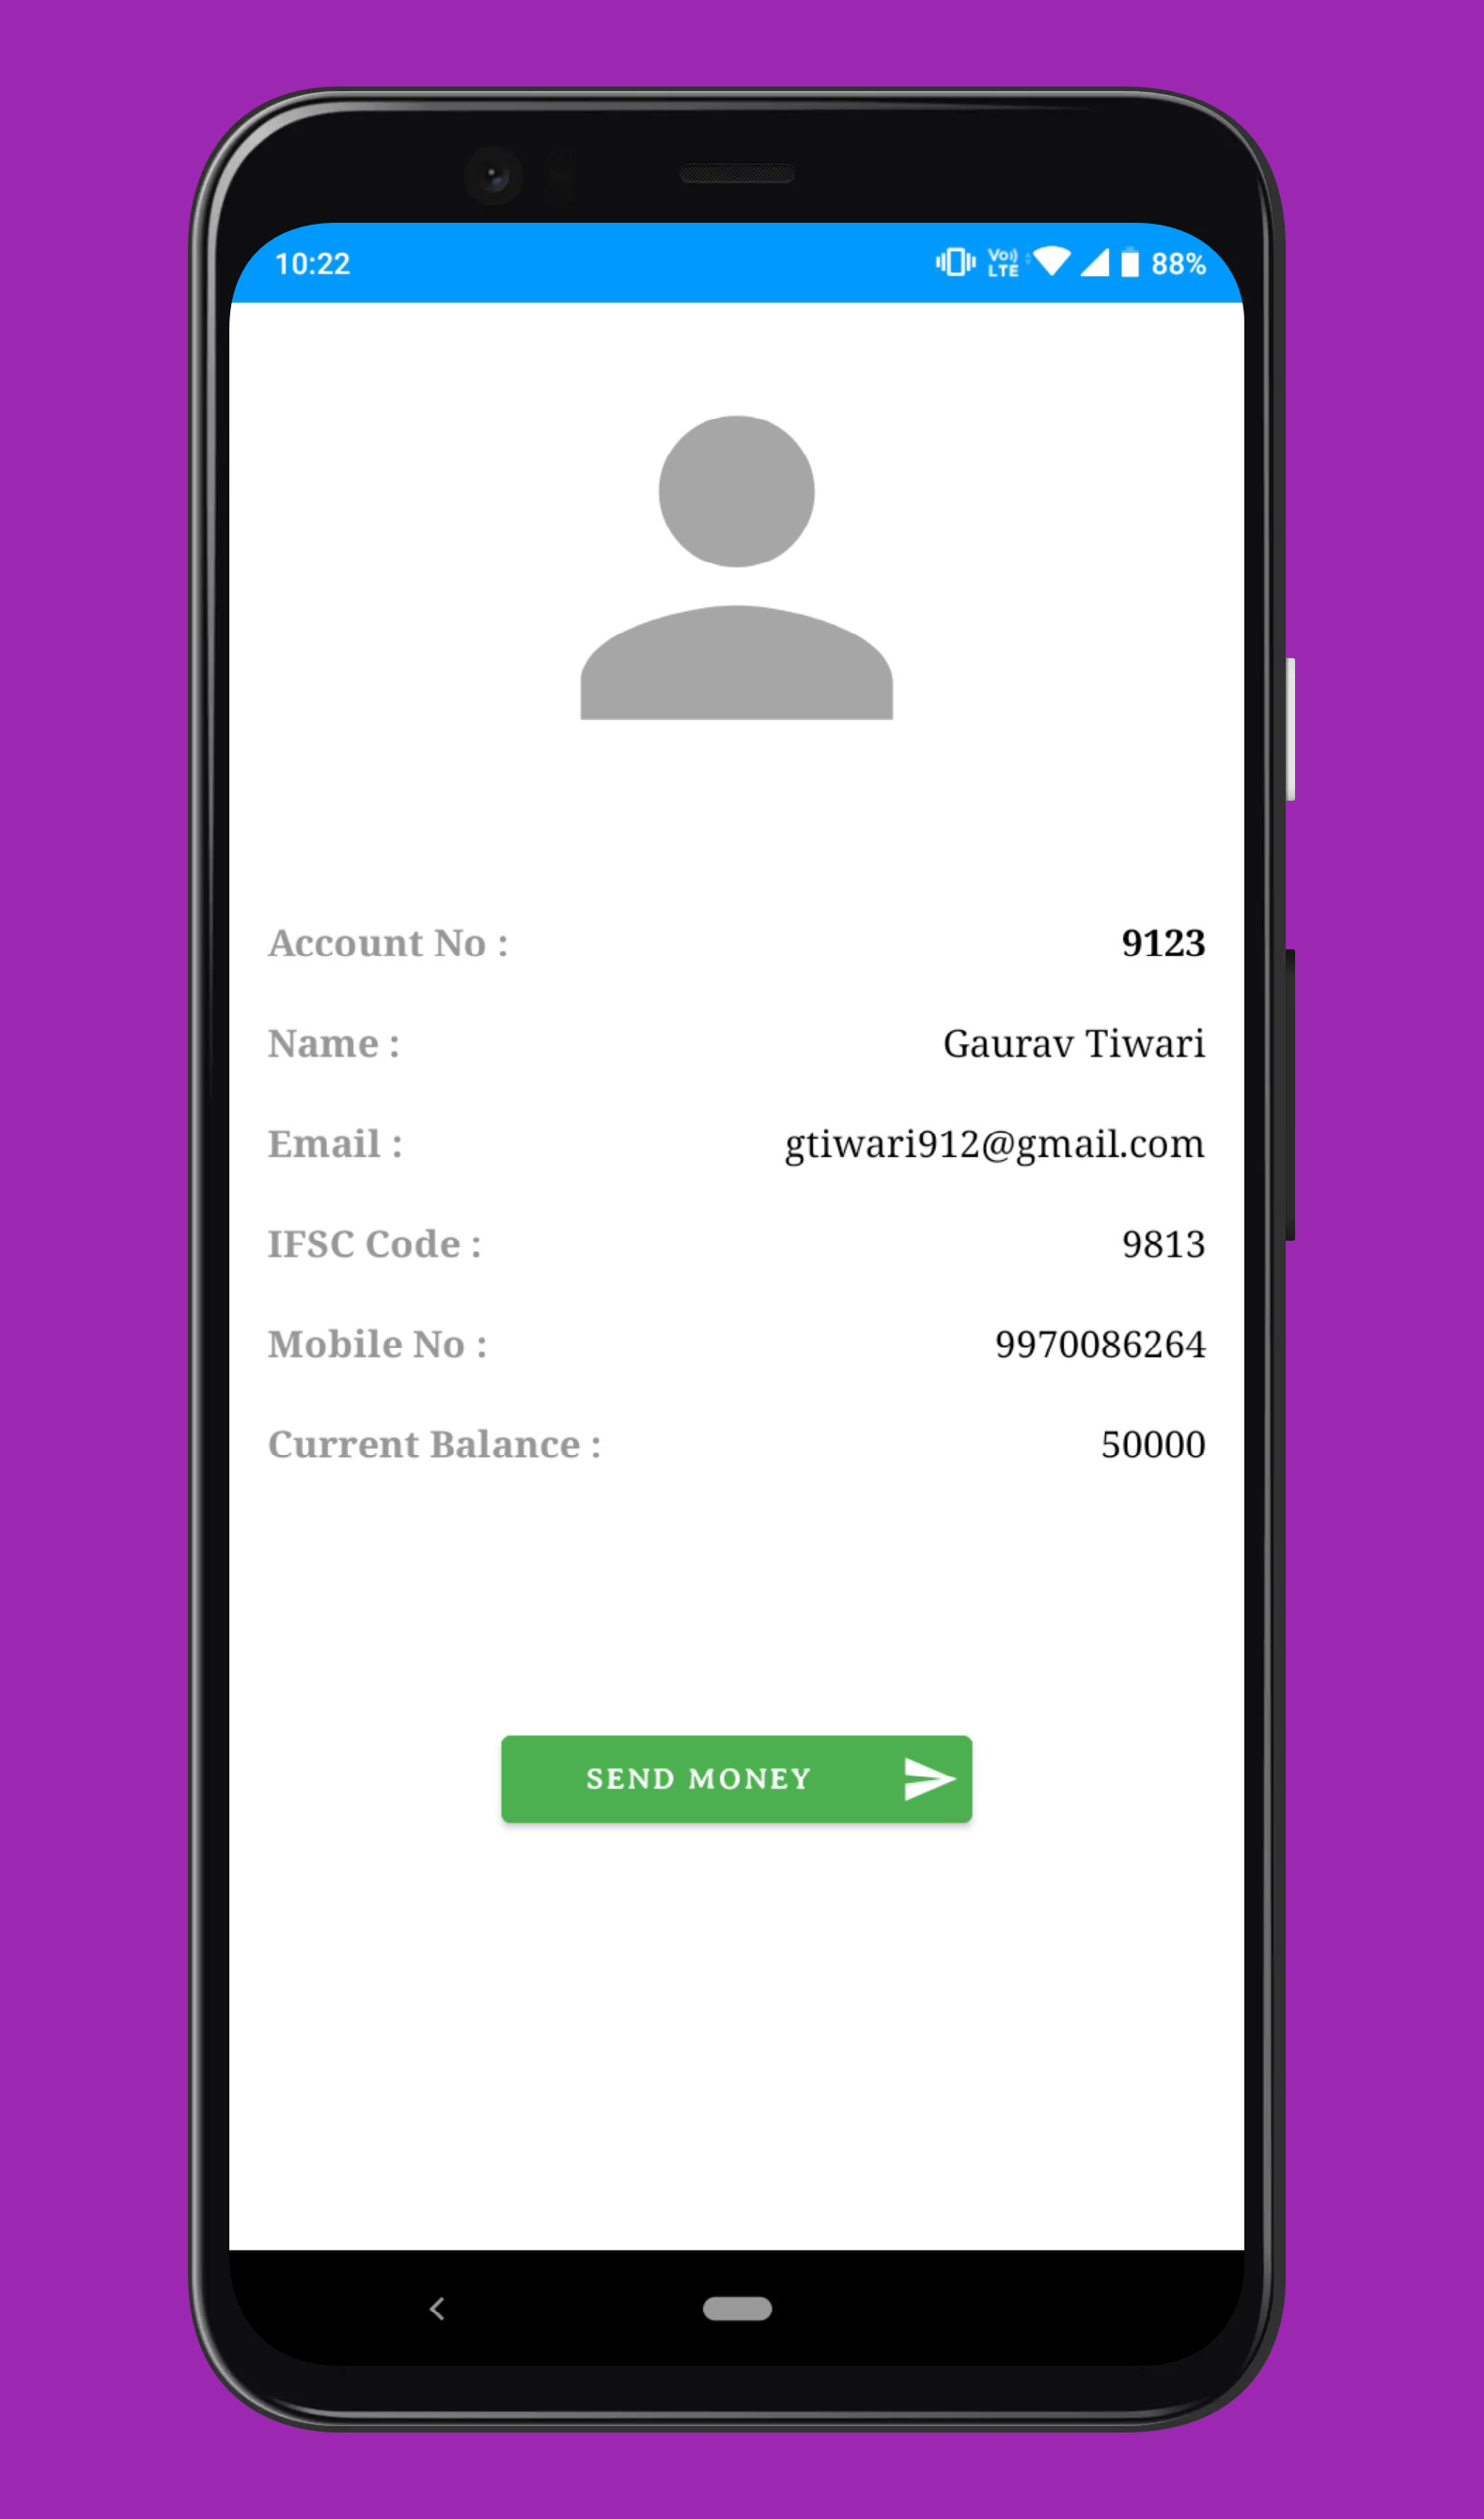 10:22 Vo)) LTE 88%
Account No : 9123
Name : Gaurav Tiwari
Email : gtiwari912@gmail.com
IFSC Code : 9813
Mobile No : 9970086264
Current Balance : 50000
SEND MONEY